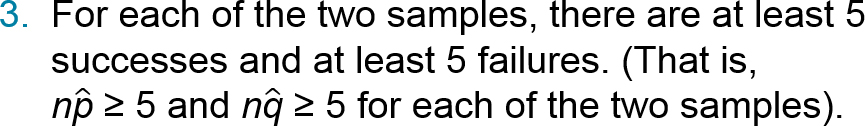 3. For each of the two samples, there are at least 5
successes and at least 5 failures. (That is,
np̂ ≥ 5 and nq̂ ≥ 5 for each of the two samples).